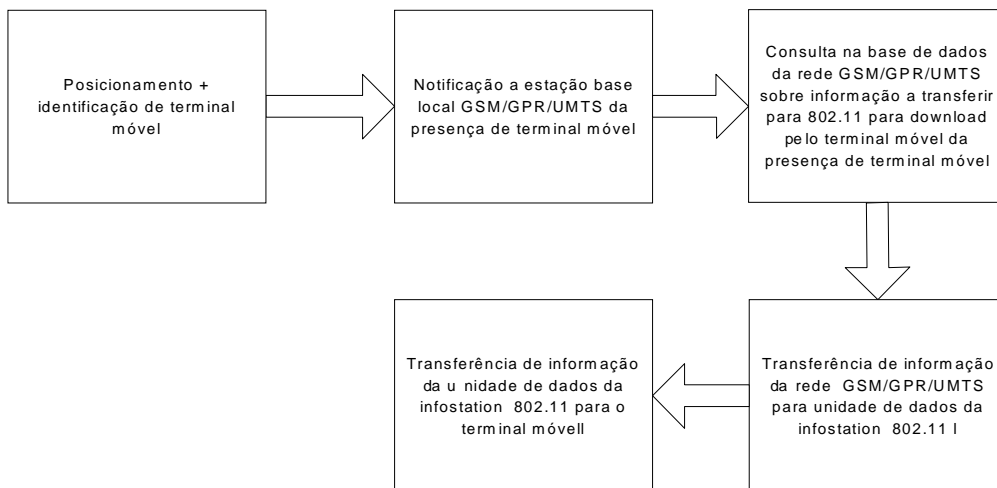 Posicionamento +
identificação de terminal
móvel
Notificação a estação base
local GSM/GPR/UMTS da
presença de terminal móvel
Consulta na base de dados
da rede GSM/GPR/UMTS
sobre informação a transferir
para 802.11 para download
pelo terminal móvel da
presença de terminal móvel
Transferência de informação
da rede GSM/GPR/UMTS
para unidade de dados da
infostation 802.11 l
Transferência de informação
da u nidade de dados da
infostation 802.11 para o
terminal móvell